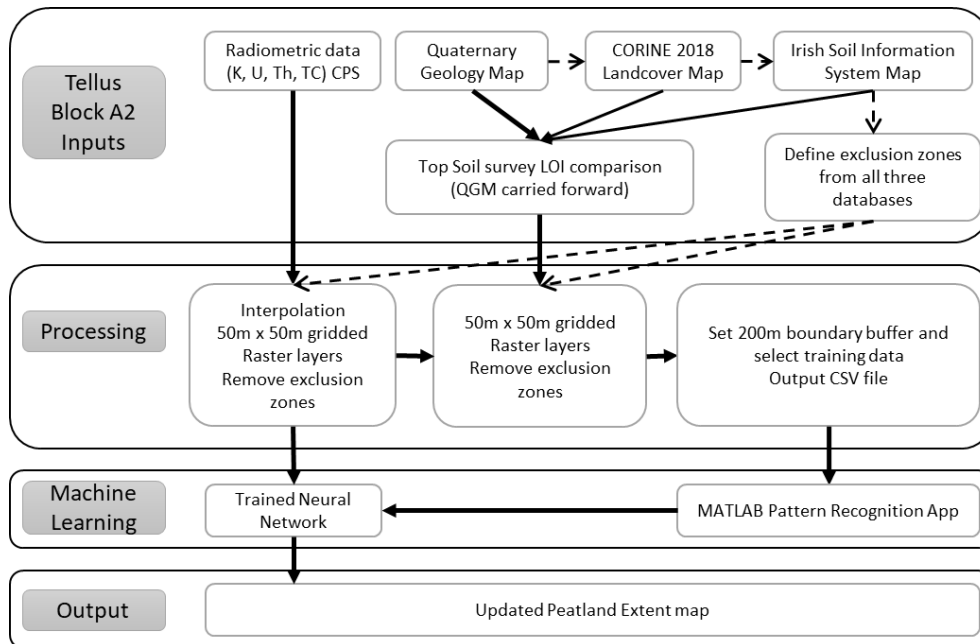 Tellus
Block A2
Inputs
Radiometric data
(K, U, Th, TC) CPS
Quaternary
Geology Map
CORINE 2018
Landcover Map
Irish Soil Information
System Map
Top Soil survey LOI comparison
(QGM carried forward)
Define exclusion zones
from all three
databases
Processing
Interpolation
50m x 50m gridded
Raster layers
Remove exclusion
zones
50m x 50m gridded
Raster layers
Remove exclusion
zones
Set 200m boundary buffer and
select training data
Output CSV file
Machine
Learning
Trained Neural
Network
MATLAB Pattern Recognition App
Output
Updated Peatland Extent map